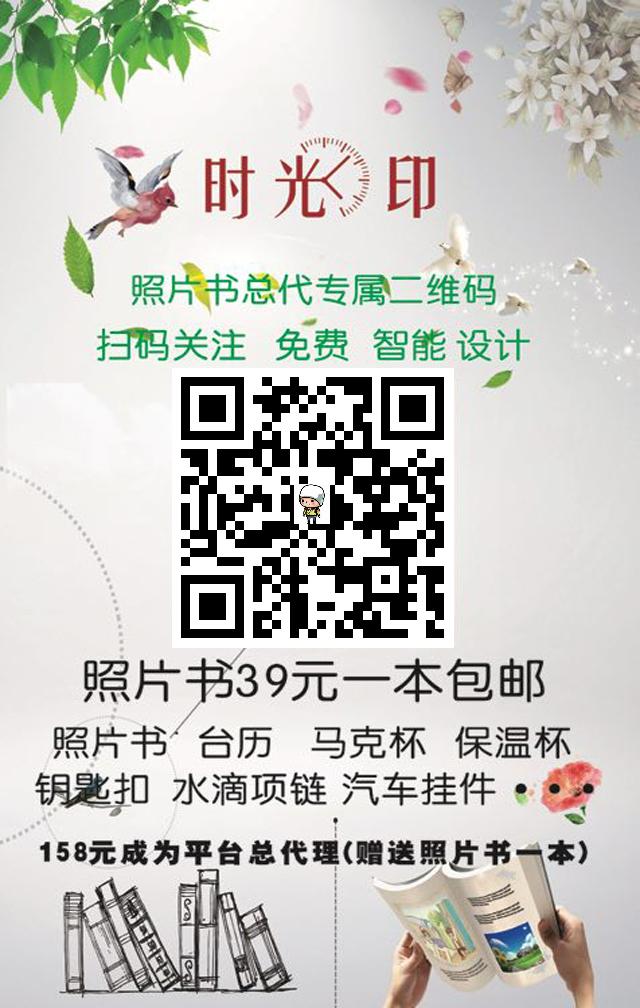 时光印
照片书总代专属二维码
扫码关注 免费 智能 设计
照片书39元一本包邮
照片书 台历 马克杯 保温杯
钥匙扣 水滴项链 汽车挂件
158元成为平台总代理(赠送照片书一本)